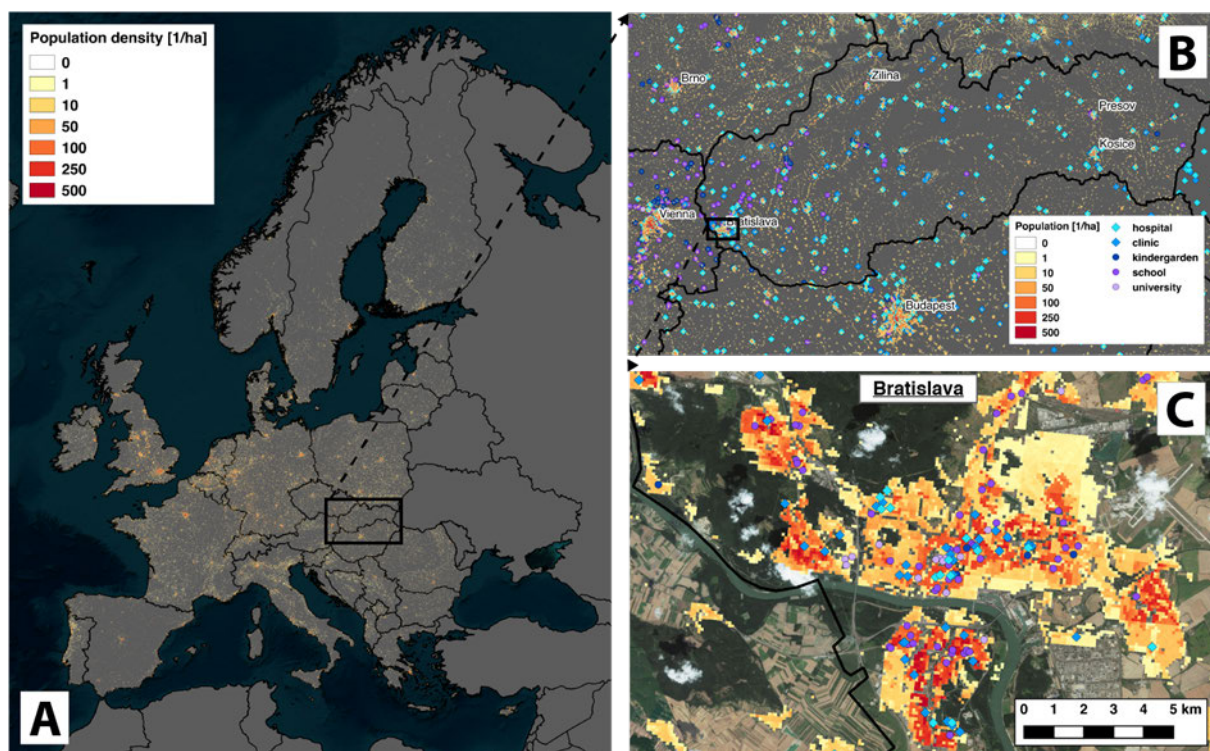 Population density [1/ha]
0
1
10
50
100
250
500
A
B
Brno
Zilina
Presov
Kosice
Vienna
Bratislava
Budapest
Population [1/ha]
0
1
10
50
100
250
500
hospital
clinic
kindergarden
school
university
Bratislava
C
0 1 2 3 4 5 km